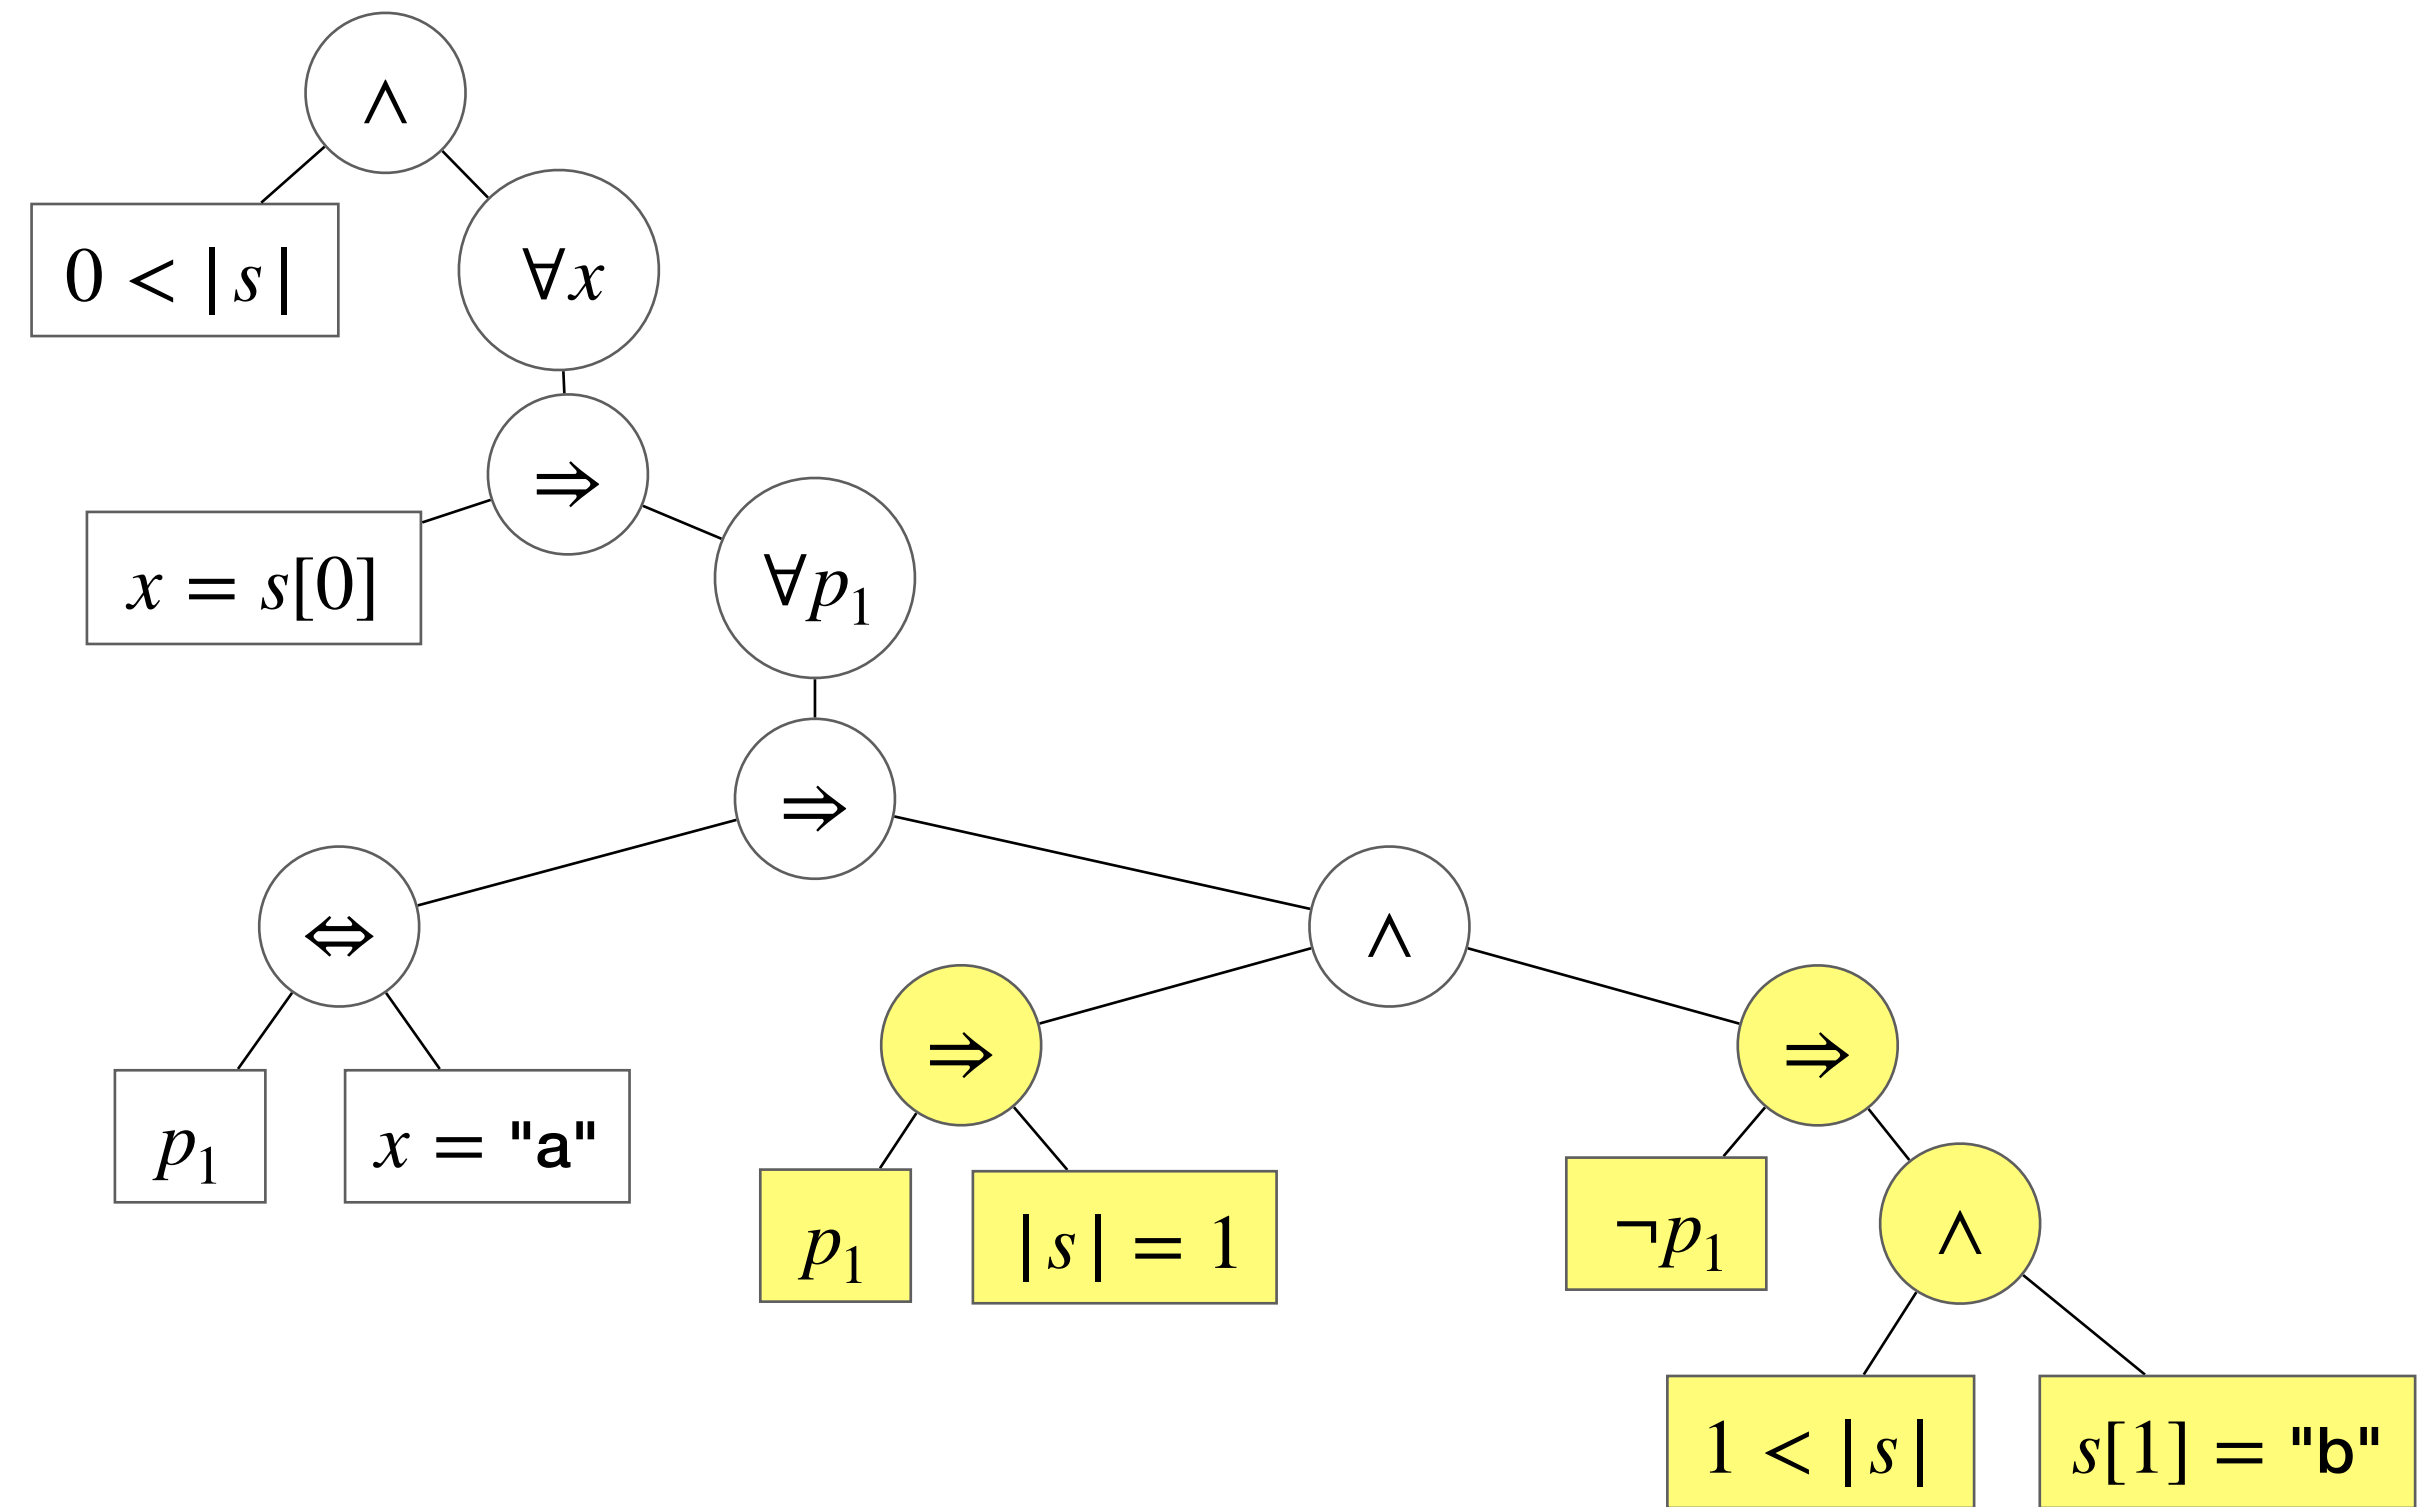 ∧
0 < |s|
∀x
⇒
x = s[0]
∀p₁
⇒
⇔
∧
p₁
x = "a"
⇒
⇒
p₁
|s| = 1
¬p₁
∧
1 < |s|
s[1] = "b"